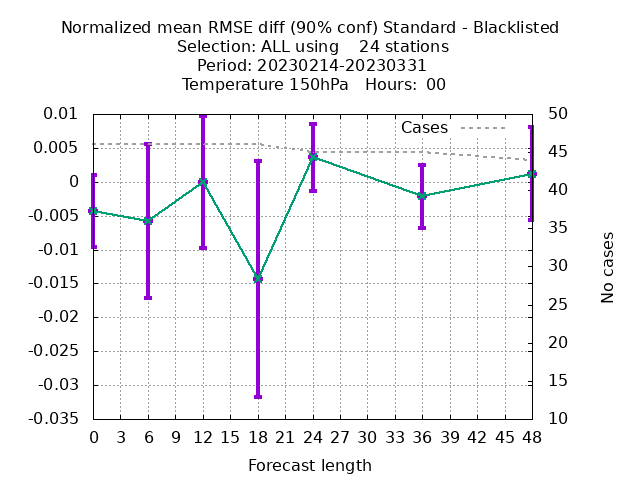 Normalized mean RMSE diff (90% conf) Standard - Blacklisted
Selection: ALL using    24 stations
Period: 20230214-20230331
Temperature 150hPa   Hours:  00
Cases
0.01
0.005
0
-0.005
-0.01
-0.015
-0.02
-0.025
-0.03
-0.035
50
45
40
35
30
25
20
15
10
No cases
0 3 6 9 12 15 18 21 24 27 30 33 36 39 42 45 48
Forecast length